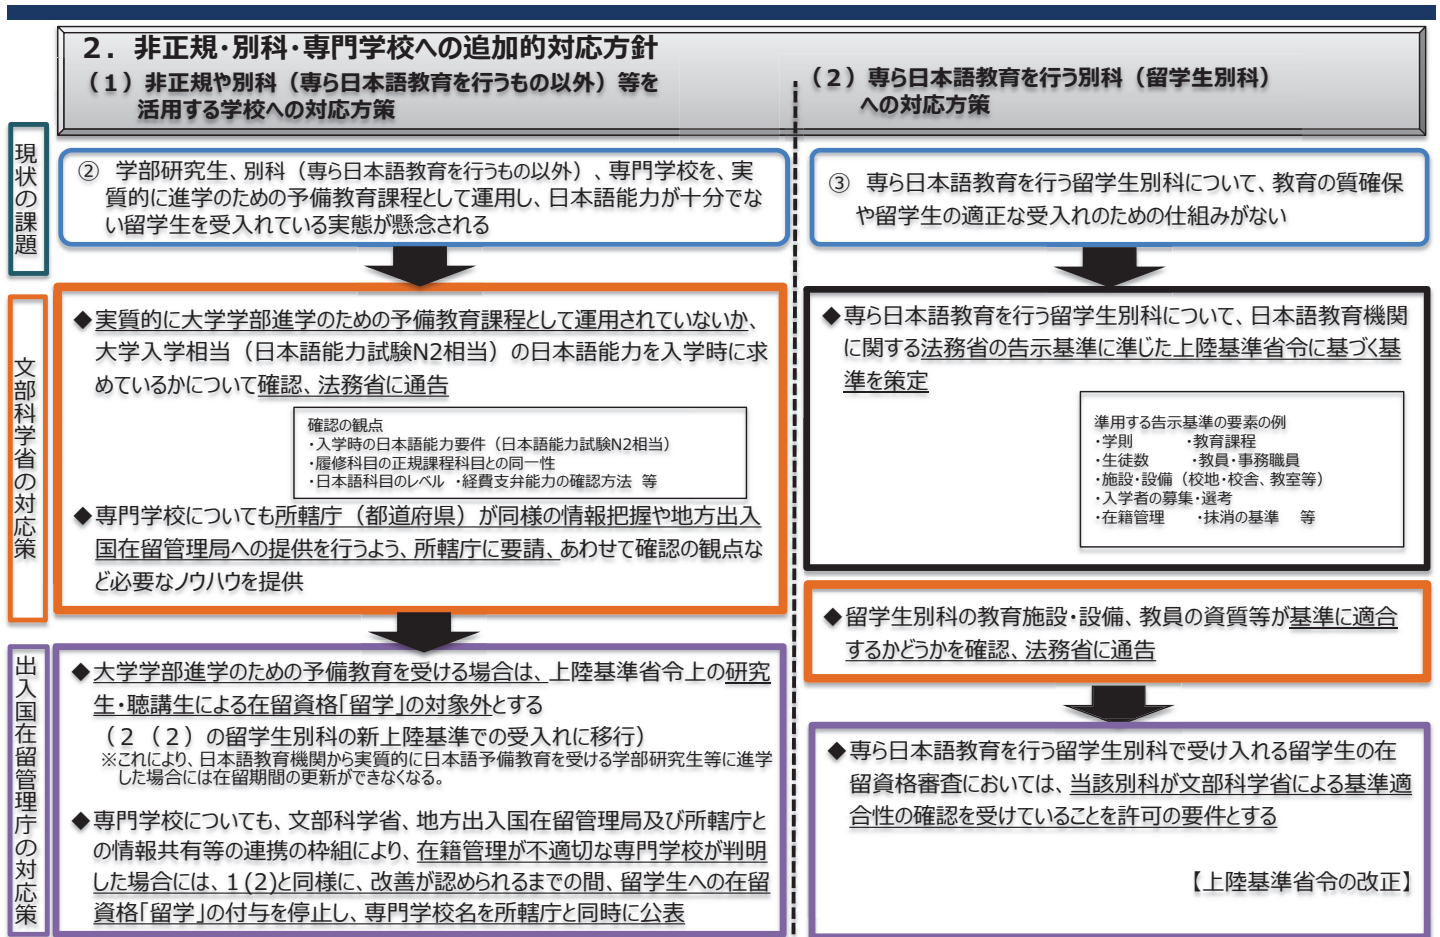 2．非正規・別科・専門学校への追加的対応方針
（1）非正規や別科（専ら日本語教育を行うもの以外）等を
活用する学校への対応方策
（2）専ら日本語教育を行う別科（留学生別科）
への対応方策
現状の課題
② 学部研究生、別科（専ら日本語教育を行うもの以外）、専門学校を、実
質的に進学のための予備教育課程として運用し、日本語能力が十分でな
い留学生を受入れている実態が懸念される
③ 専ら日本語教育を行う留学生別科について、教育の質確保
や留学生の適正な受入れのための仕組みがない
文部科学省の対応策
◆実質的に大学学部進学のための予備教育課程として運用されていないか、
大学入学相当（日本語能力試験N2相当）の日本語能力を入学時に求
めているかについて確認、法務省に通告
確認の観点
・入学時の日本語能力要件（日本語能力試験N2相当）
・履修科目の正規課程科目との同一性
・日本語科目のレベル ・経費支弁能力の確認方法 等
◆専門学校についても所轄庁（都道府県）が同様の情報把握や地方出入
国在留管理局への提供を行うよう、所轄庁に要請、あわせて確認の観点な
ど必要なノウハウを提供
◆専ら日本語教育を行う留学生別科について、日本語教育機関
に関する法務省の告示基準に準じた上陸基準省令に基づく基
準を策定
準用する告示基準の要素の例
・学則 ・教育課程
・生徒数 ・教員・事務職員
・施設・設備（校地・校舎、教室等）
・入学者の募集・選考
・在籍管理 ・抹消の基準 等
◆留学生別科の教育施設・設備、教員の資質等が基準に適合
するかどうかを確認、法務省に通告
出入国在留管理庁の対応策
◆大学学部進学のための予備教育を受ける場合は、上陸基準省令上の研究
生・聴講生による在留資格「留学」の対象外とする
（2（2）の留学生別科の新上陸基準での受入れに移行）
※これにより、日本語教育機関から実質的に日本語予備教育を受ける学部研究生等に進学
した場合には在留期間の更新ができなくなる。
◆専門学校についても、文部科学省、地方出入国在留管理局及び所轄庁と
の情報共有等の連携の枠組により、在籍管理が不適切な専門学校が判明
した場合には、1(2)と同様に、改善が認められるまでの間、留学生への在留
資格「留学」の付与を停止し、専門学校名を所轄庁と同時に公表
◆専ら日本語教育を行う留学生別科で受け入れる留学生の在
留資格審査においては、当該別科が文部科学省による基準適
合性の確認を受けていることを許可の要件とする
【上陸基準省令の改正】